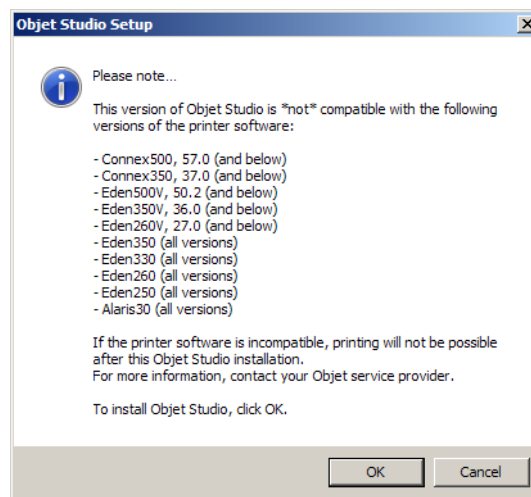 Objet Studio Setup
Please note...
This version of Objet Studio is *not* compatible with the following
versions of the printer software:
- Connex500, 57.0 (and below)
- Connex350, 37.0 (and below)
- Eden500V, 50.2 (and below)
- Eden350V, 36.0 (and below)
- Eden260V, 27.0 (and below)
- Eden350 (all versions)
- Eden330 (all versions)
- Eden260 (all versions)
- Eden250 (all versions)
- Alaris30 (all versions)
If the printer software is incompatible, printing will not be possible
after this Objet Studio installation.
For more information, contact your Objet service provider.
To install Objet Studio, click OK.
OK Cancel